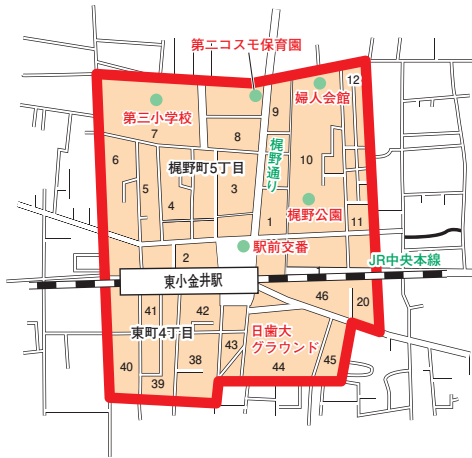 第二コスモ保育園
12
婦人会館
第三小学校
9
7
8
6
梶野町5丁目
梶野通り
10
5
3
4
梶野公園
1
11
駅前交番
2
JR中央本線
1
東小金井駅
46
20
41
42
東町4丁目
日歯大
グラウンド
43
40
38
44
45
39